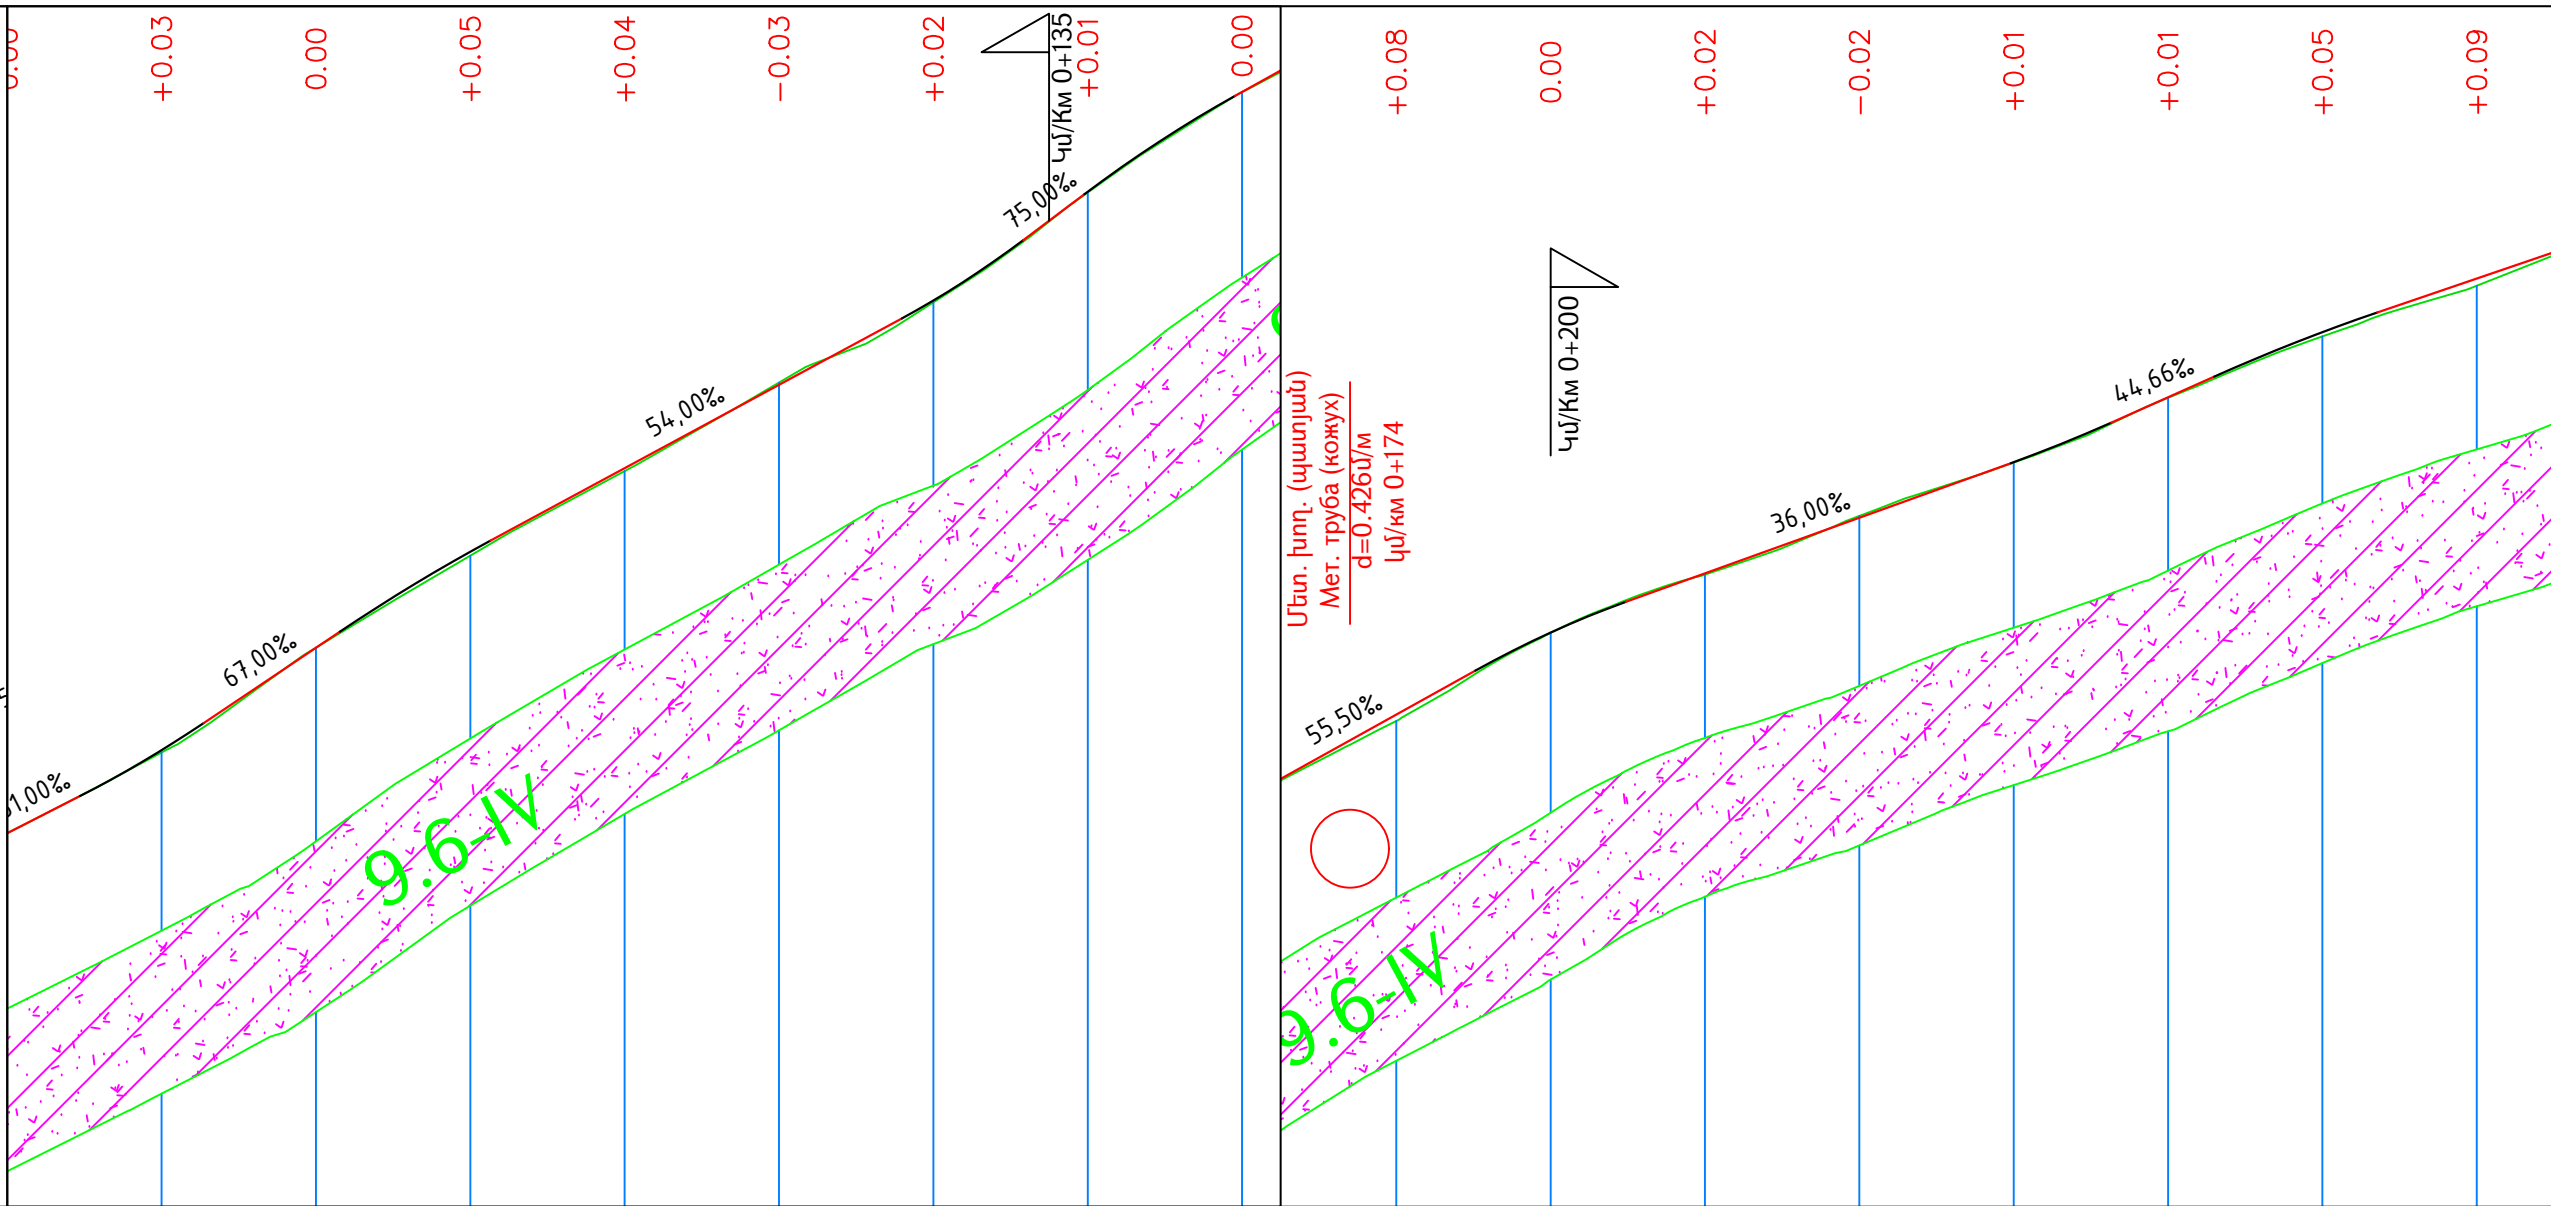 +0.03
0.00
+0.05
+0.04
-0.03
+0.02
+0.01
0.00
+0.08
0.00
+0.02
-0.02
+0.01
+0.01
+0.05
+0.09
Կմ/Км 0+135
75,00‰
54,00‰
67,00‰
9.6-IV
Մետ. խող. (պատյան)
Мет. труба (кожух)
d=0.426մ/м
կմ/км 0+174
Կմ/Км 0+200
44,66‰
36,00‰
55,50‰
9.6-IV